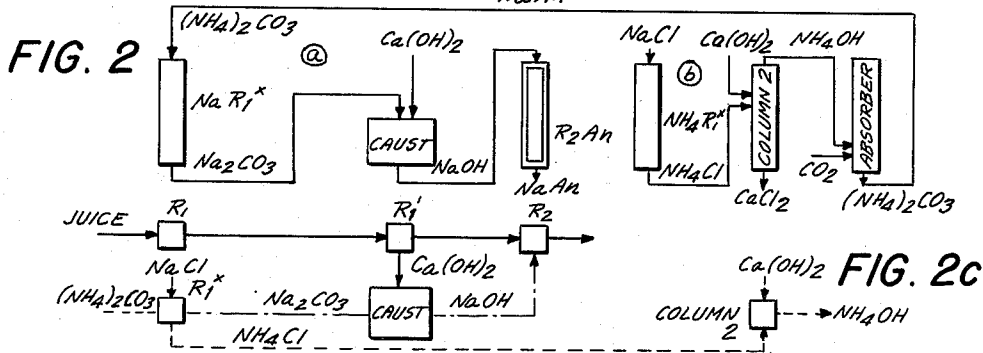 (NH4)2CO3
FIG. 2
a
Ca(OH)2
NaR1x
Na2CO3
CAUST
NaOH
R2An
NaAn
NaCl
b
Ca(OH)2
NH4OH
NH4R1x
COLUMN 2
ABSORBER
NH4Cl
CO2
CaCl2
(NH4)2CO3
JUICE
R1
R1'
R2
NaCl
Ca(OH)2
(NH4)2CO3
R1x
Na2CO3
CAUST
NaOH
NH4Cl
Ca(OH)2
FIG. 2c
COLUMN
2
NH4OH